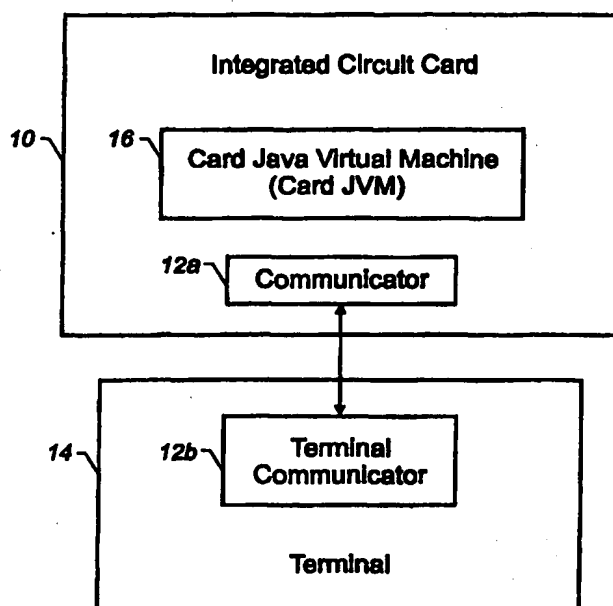 Integrated Circuit Card
10
16
Card Java Virtual Machine
(Card JVM)
12a
Communicator
14
12b
Terminal
Communicator
Terminal